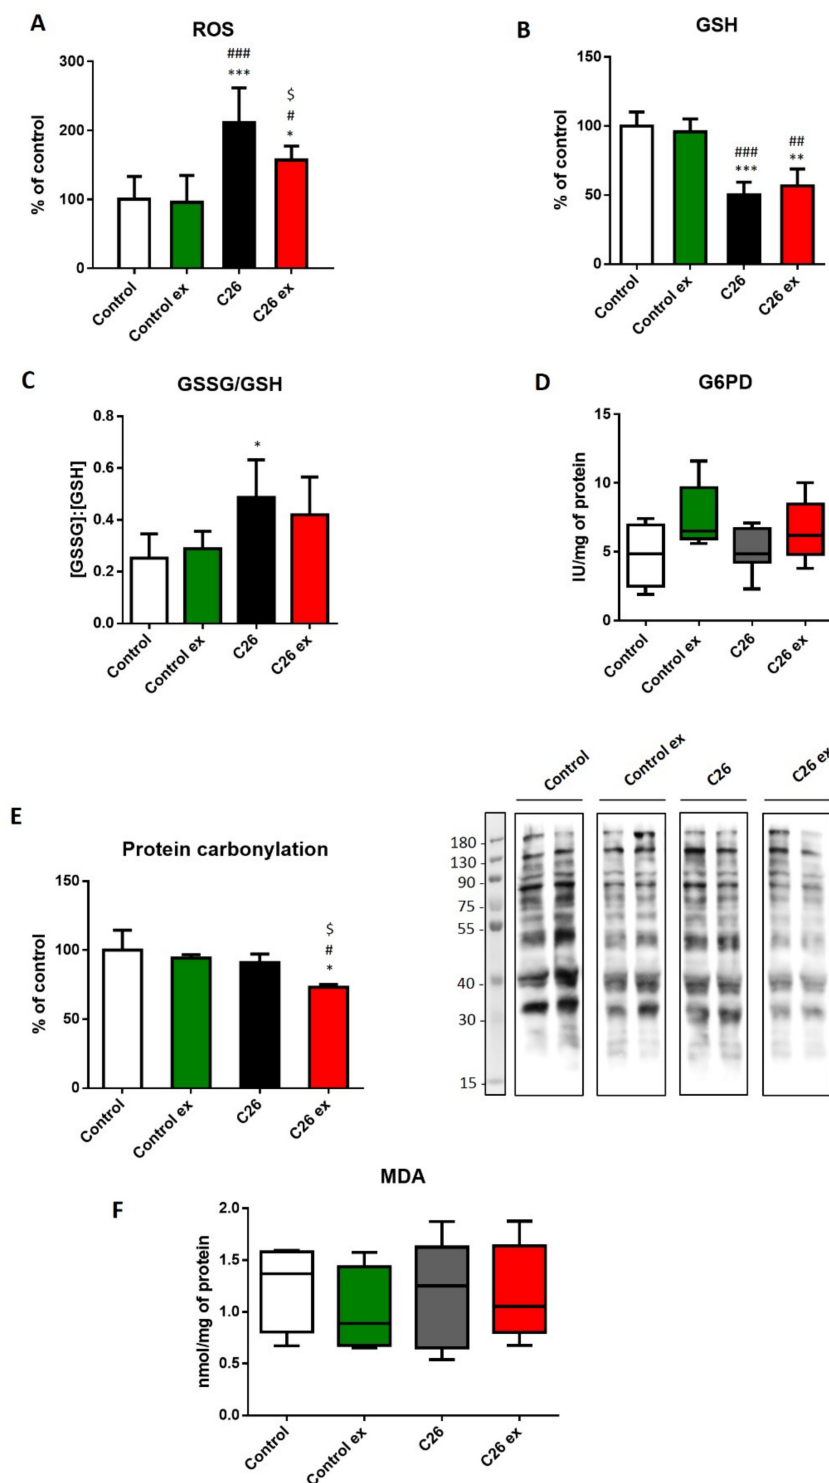 A
ROS
% of control
300
200
100
0
###
***
$
#
*
Control
Control ex
C26
C26 ex
B
GSH
% of control
150
100
50
0
###
***
##
**
Control
Control ex
C26
C26 ex
C
GSSG/GSH
[GSSG]:[GSH]
0.8
0.6
0.4
0.2
0.0
*
Control
Control ex
C26
C26 ex
D
G6PD
IU/mg of protein
15
10
5
0
Control
Control ex
C26
C26 ex
E
Protein carbonylation
% of control
150
100
50
0
$
#
*
Control
Control ex
C26
C26 ex
Control
Control ex
C26
C26 ex
180 -
130 -
90 -
75 -
55 -
40 -
30 -
15 -
F
MDA
nmol/mg of protein
2.0
1.5
1.0
0.5
0.0
Control
Control ex
C26
C26 ex